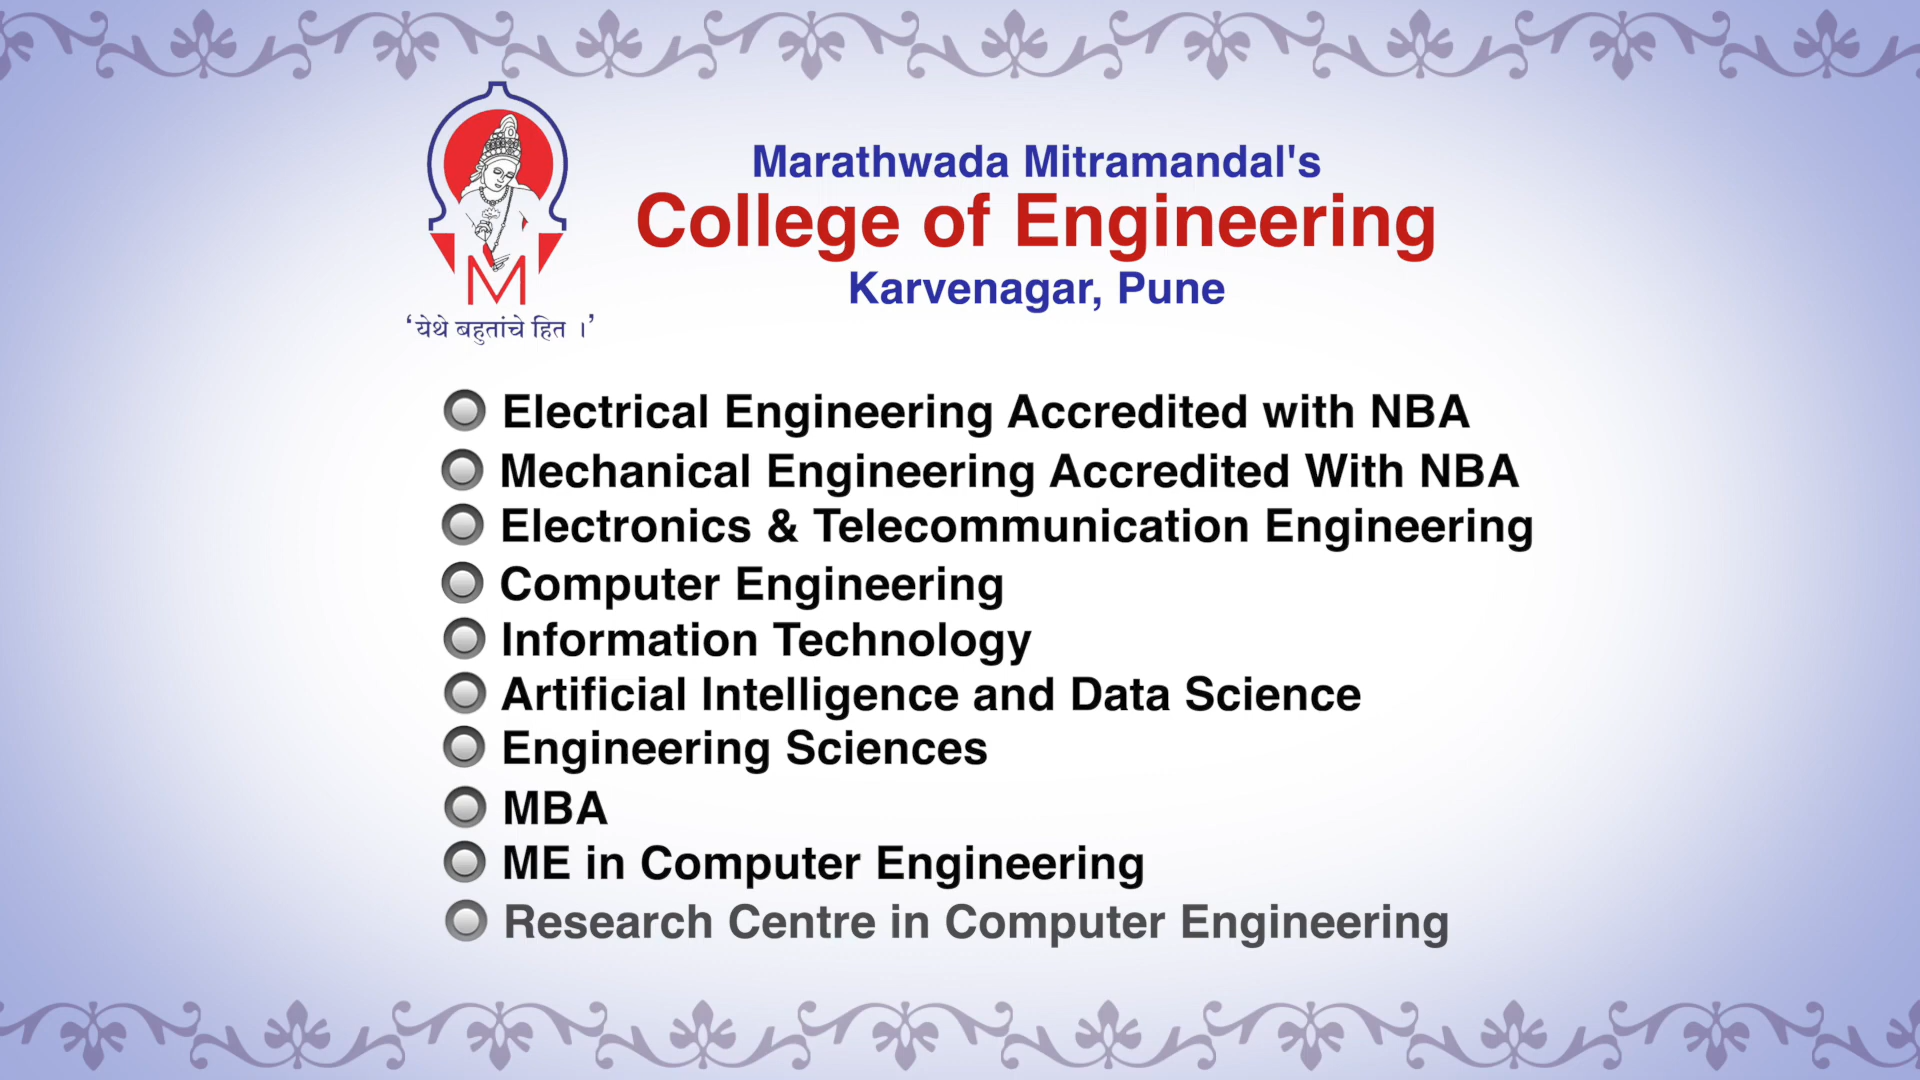 Marathwada Mitramandal's
College of Engineering
Karvenagar, Pune
M
‘येथे बहुतांचे हित ।’
Electrical Engineering Accredited with NBA
Mechanical Engineering Accredited With NBA
Electronics & Telecommunication Engineering
Computer Engineering
Information Technology
Artificial Intelligence and Data Science
Engineering Sciences
MBA
ME in Computer Engineering
Research Centre in Computer Engineering